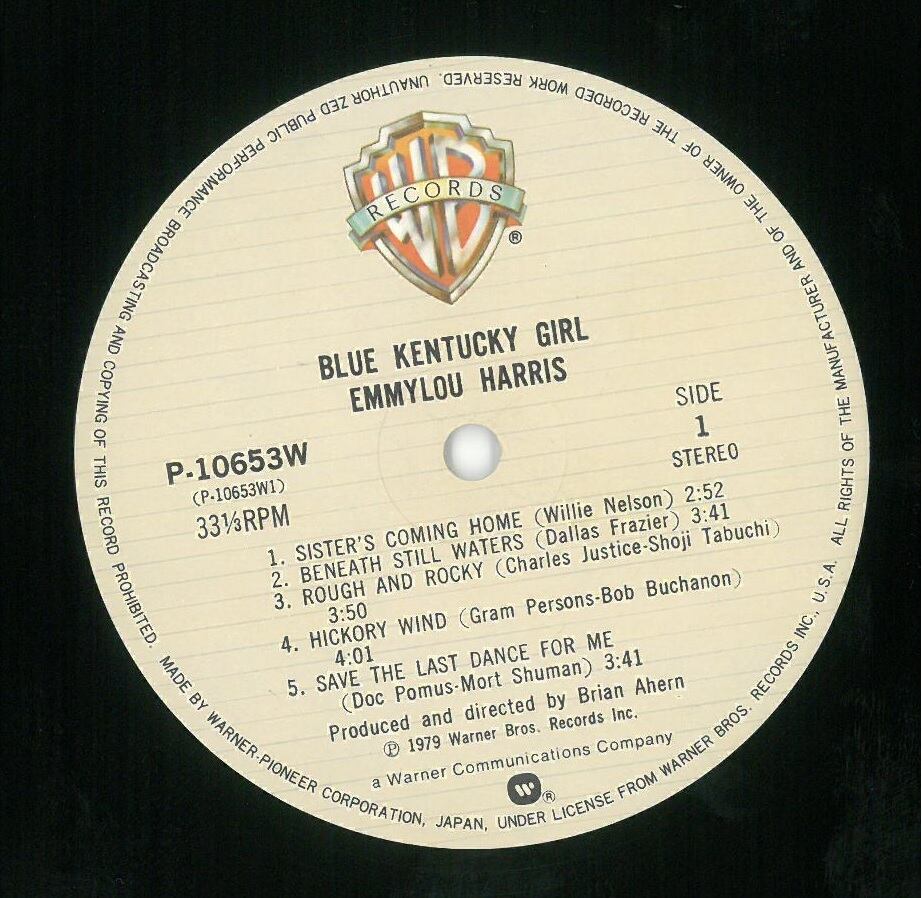 WB
RECORDS
®
BLUE KENTUCKY GIRL
EMMYLOU HARRIS
SIDE
1
STEREO
P-10653W
(P-10653W1)
33⅓RPM
1. SISTER'S COMING HOME (Willie Nelson) 2:52
2. BENEATH STILL WATERS (Dallas Frazier) 3:41
3. ROUGH AND ROCKY (Charles Justice-Shoji Tabuchi)
3:50
4. HICKORY WIND (Gram Persons-Bob Buchanon)
4:01
5. SAVE THE LAST DANCE FOR ME
(Doc Pomus-Mort Shuman) 3:41
Produced and directed by Brian Ahern
℗ 1979 Warner Bros. Records Inc.
a Warner Communications Company
W ®
MADE BY WARNER-PIONEER CORPORATION, JAPAN, UNDER LICENSE FROM WARNER BROS. RECORDS INC., U.S.A. ALL RIGHTS OF THE MANUFACTURER AND OF THE OWNER OF THE RECORDED WORK RESERVED. UNAUTHOR ZED PUBLIC PERFORMANCE BROADCASTING AND COPYING OF THIS RECORD PROHIBITED.